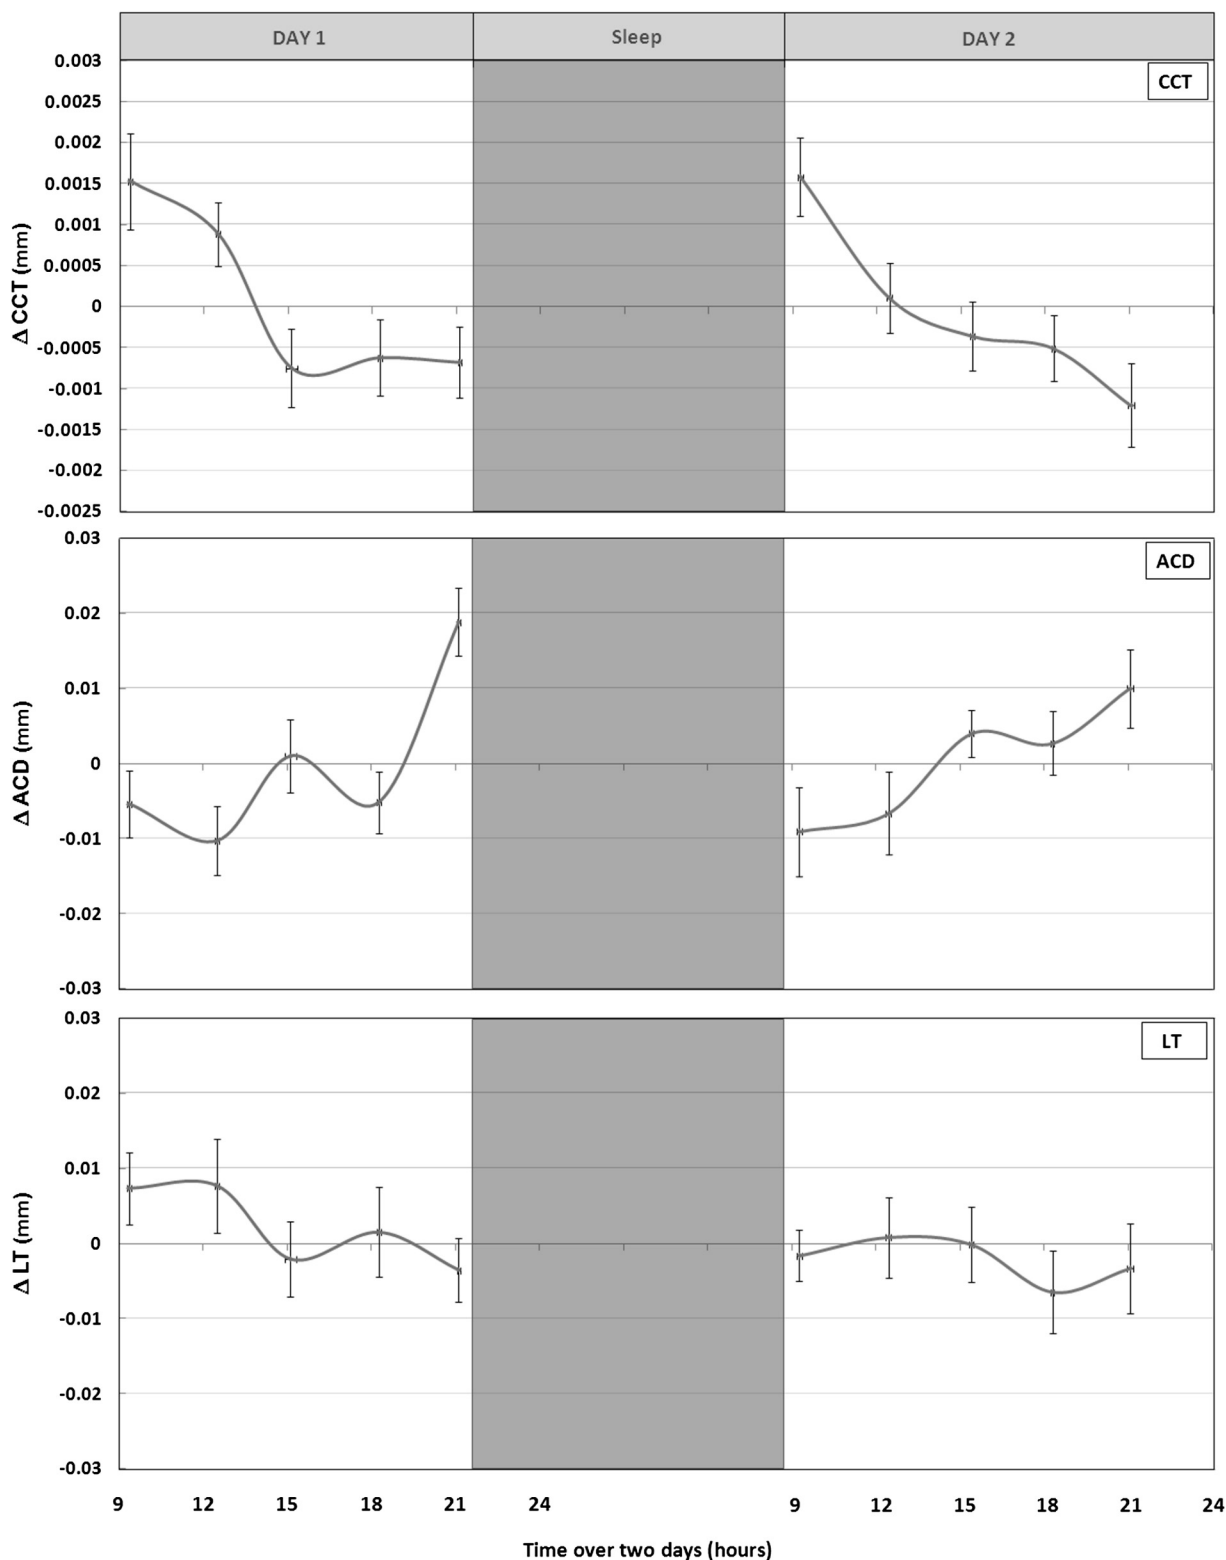 DAY 1 Sleep DAY 2
CCT
0.003
0.0025
0.002
0.0015
0.001
0.0005
0
-0.0005
-0.001
-0.0015
-0.002
-0.0025
Δ CCT (mm)
ACD
0.03
0.02
0.01
0
-0.01
-0.02
-0.03
Δ ACD (mm)
LT
0.03
0.02
0.01
0
-0.01
-0.02
-0.03
Δ LT (mm)
9 12 15 18 21 24 9 12 15 18 21 24
Time over two days (hours)